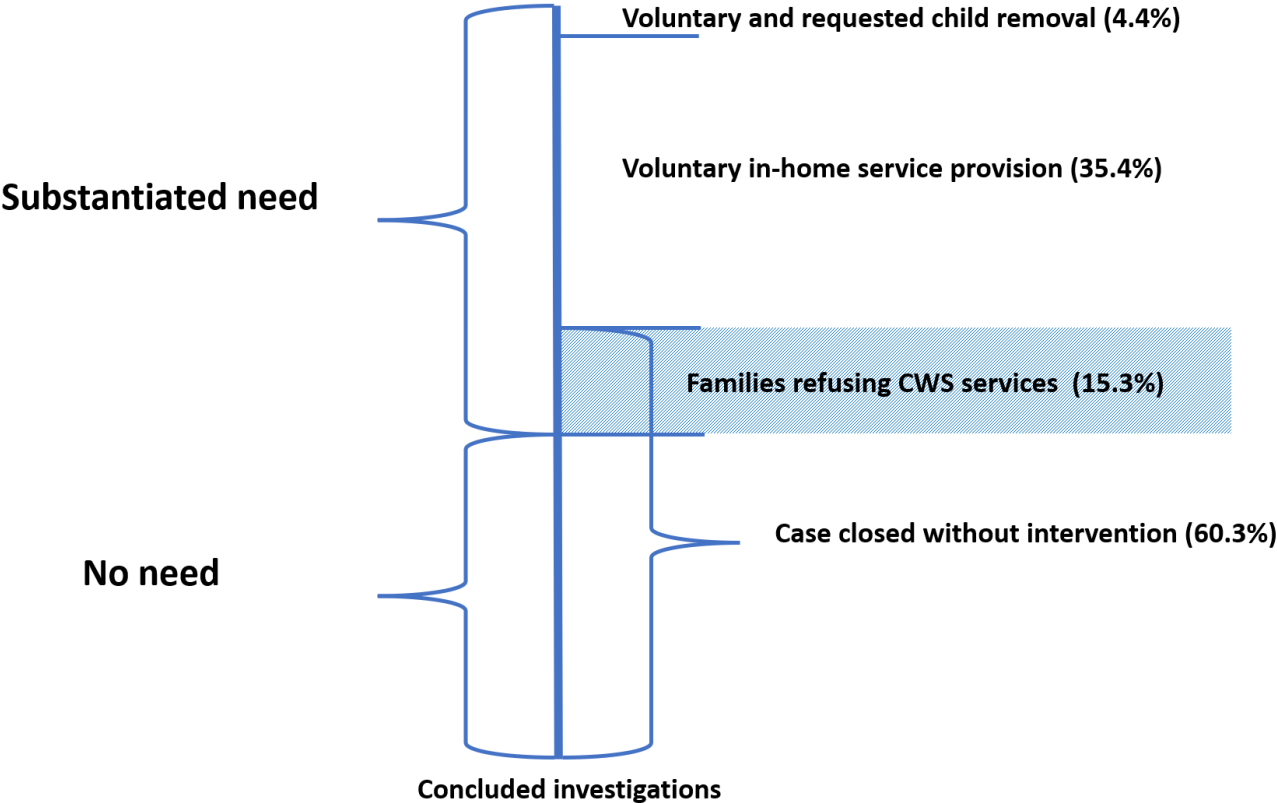 Voluntary and requested child removal (4.4%)
Voluntary in-home service provision (35.4%)
Substantiated need
Families refusing CWS services (15.3%)
Case closed without intervention (60.3%)
No need
Concluded investigations